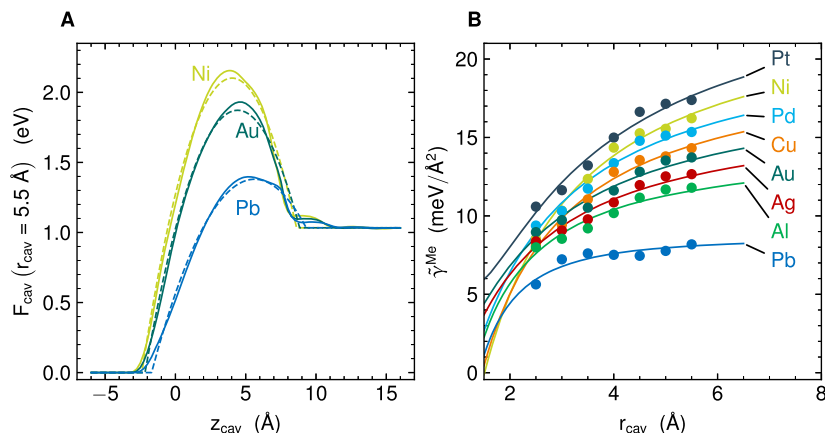 A
F_cav (r_cav = 5.5 Å) (eV)
2.0
1.5
1.0
0.5
0.0
Ni
Au
Pb
−5
0
5
10
15
z_cav (Å)
B
γ̃^Me (meV/Å²)
20
15
10
5
0
Pt
Ni
Pd
Cu
Au
Ag
Al
Pb
2
4
6
8
r_cav (Å)